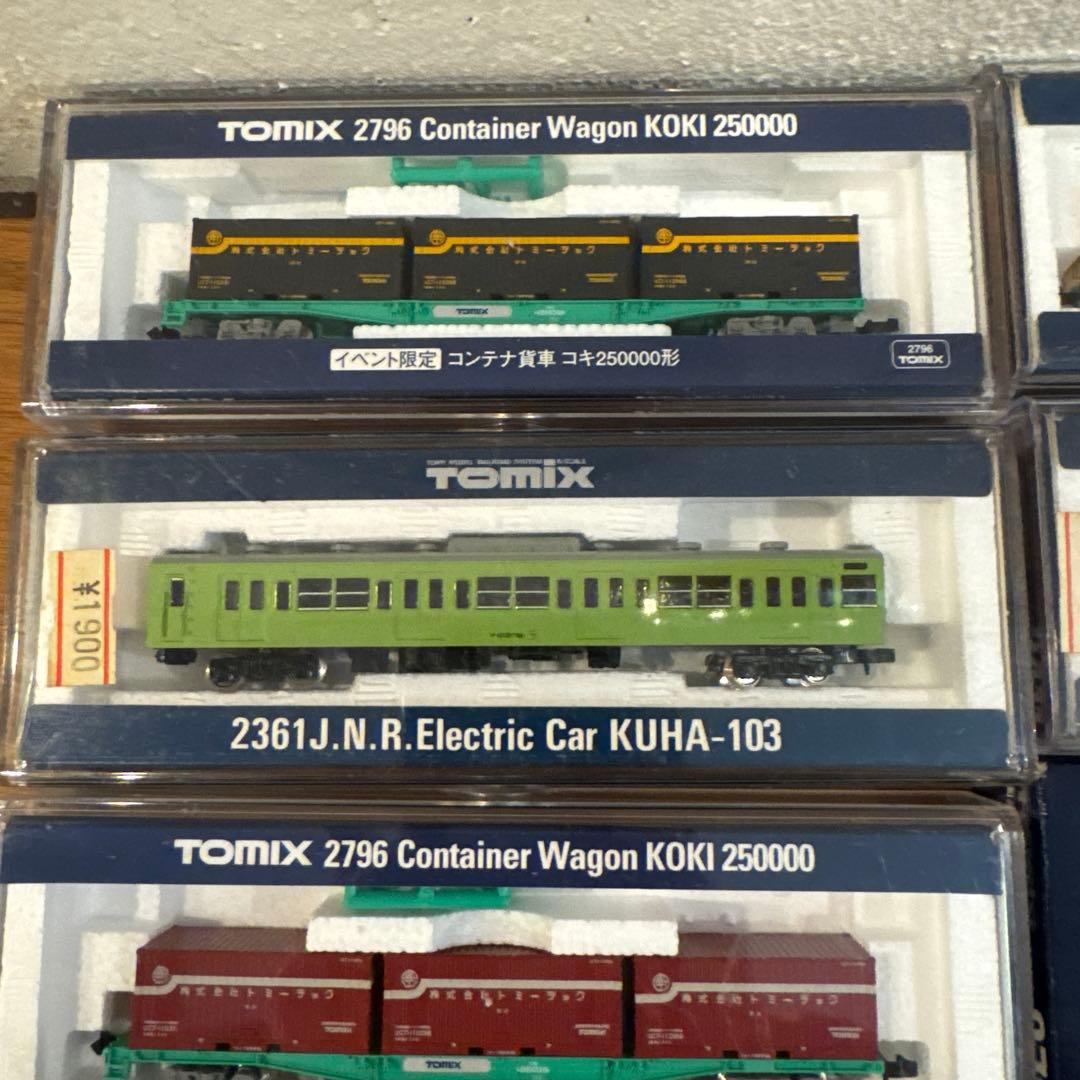 TOMIX 2796 Container Wagon KOKI 250000
株式会社トミーテック
株式会社トミーテック
株式会社トミーテック
TOMIX
イベント限定 コンテナ貨車 コキ250000形
2796
TOMIX
TOMIX
¥1900
2361 J.N.R. Electric Car KUHA-103
TOMIX 2796 Container Wagon KOKI 250000
株式会社トミーテック
株式会社トミーテック
株式会社トミーテック
TOMIX